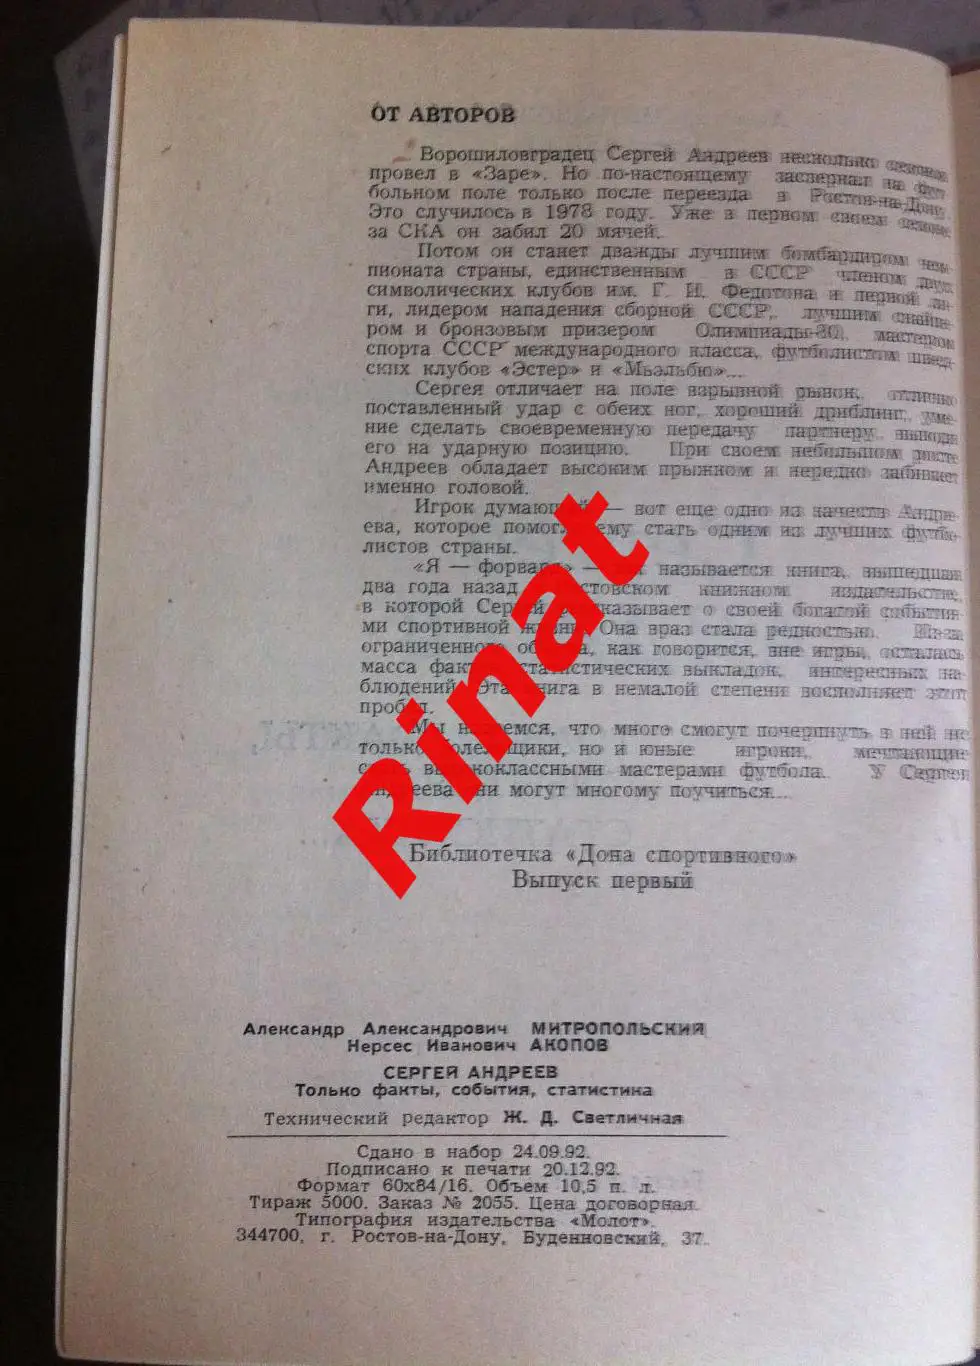 ОТ АВТОРОВ
Ворошиловградец Сергей Андреев несколько сезонов
провел в «Заре». Но по-настоящему засверкал на фут-
больном поле только после переезда в Ростов-на-Дону.
Это случилось в 1978 году. Уже в первом своем сезоне
за СКА он забил 20 мячей.
Потом он станет дважды лучшим бомбардиром чем-
пионата страны, единственным в СССР членом двух
символических клубов им. Г. И. Федотова и первой ли-
ги, лидером нападения сборной СССР, лучшим снайпе-
ром и бронзовым призером Олимпиады-80, мастером
спорта СССР международного класса, футболистом швед-
ских клубов «Эстер» и «Мьэльбю»...
Сергея отличает на поле взрывной рывок, отлично
поставленный удар с обеих ног, хороший дриблинг, уме-
ние сделать своевременную передачу партнеру, выводя
его на ударную позицию. При своем небольшом росте
Андреев обладает высоким прыжком и нередко забивает
именно головой.
Игрок думающий — вот еще одно из качеств Андре-
ева, которое помогло ему стать одним из лучших футбо-
листов страны.
«Я — форвард» — называется книга, вышедшая
два года назад в Ростовском книжном издательстве,
в которой Сергей рассказывает о своей богатой события-
ми спортивной жизни. Она враз стала редкостью. Из-за
ограниченного объема, как говорится, вне игры, осталась
масса фактов, статистических выкладок, интересных на-
блюдений. Эта книга в немалой степени восполняет этот
пробел.
Мы надеемся, что много смогут почерпнуть в ней не
только болельщики, но и юные игроки, мечтающие
стать высококлассными мастерами футбола. У Сергея
Андреева они могут многому поучиться...
Библиотечка «Дона спортивного»
Выпуск первый
Александр Александрович МИТРОПОЛЬСКИЙ
Нерсес Иванович АКОПОВ
СЕРГЕЙ АНДРЕЕВ
Только факты, события, статистика
Технический редактор Ж. Д. Светличная
Сдано в набор 24.09.92.
Подписано к печати 20.12.92.
Формат 60х84/16. Объем 10,5 п. л.
Тираж 5000. Заказ № 2055. Цена договорная.
Типография издательства «Молот».
344700, г. Ростов-на-Дону, Буденновский, 37.
Rinat